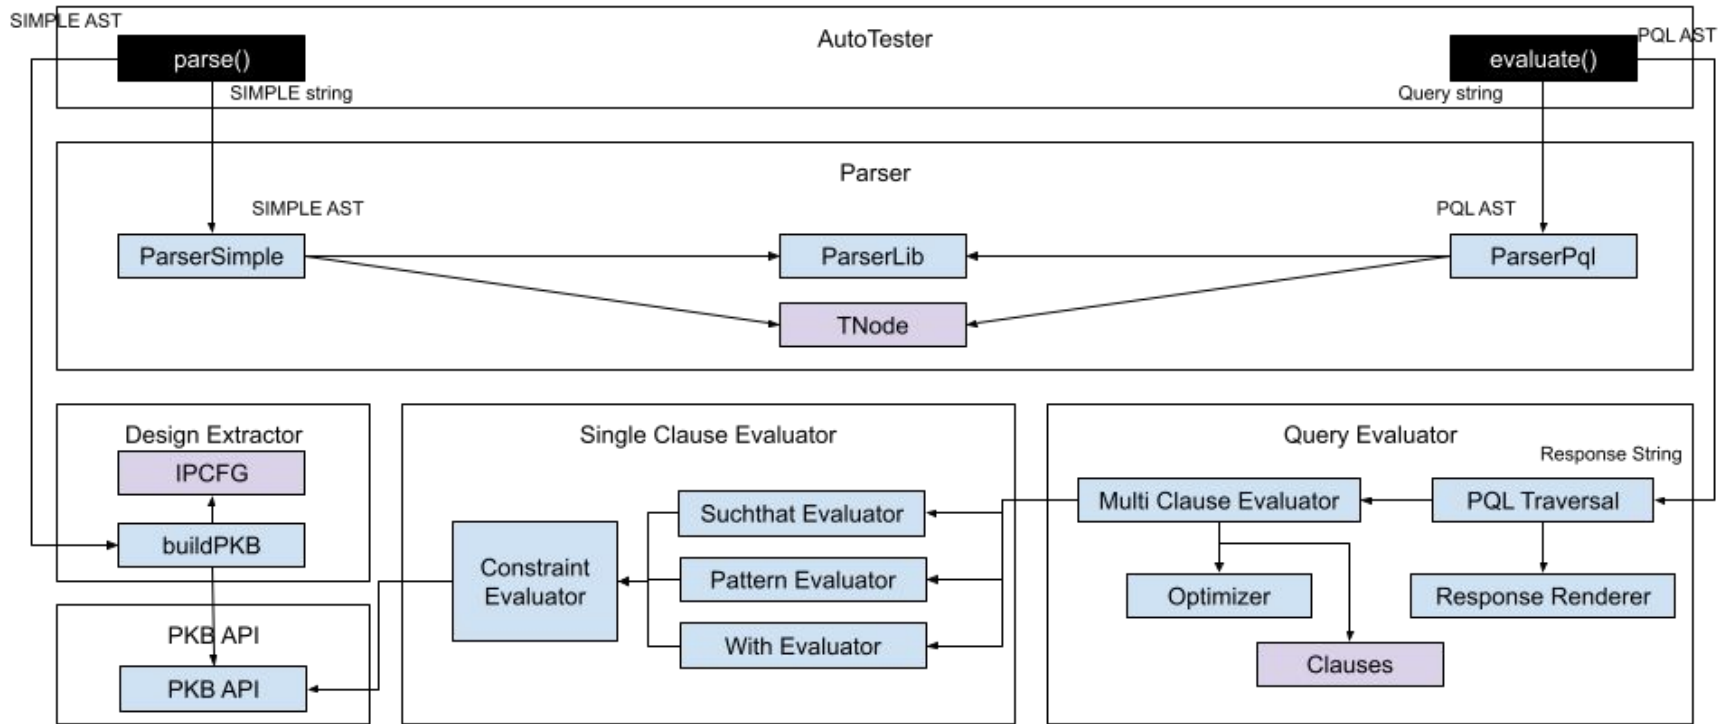 SIMPLE AST
AutoTester
PQL AST
parse()
evaluate()
SIMPLE string
Query string
Parser
SIMPLE AST
PQL AST
ParserSimple
ParserLib
ParserPql
TNode
Design Extractor
IPCFG
buildPKB
PKB API
PKB API
Single Clause Evaluator
Constraint
Evaluator
Suchthat Evaluator
Pattern Evaluator
With Evaluator
Query Evaluator
Response String
Multi Clause Evaluator
PQL Traversal
Optimizer
Response Renderer
Clauses